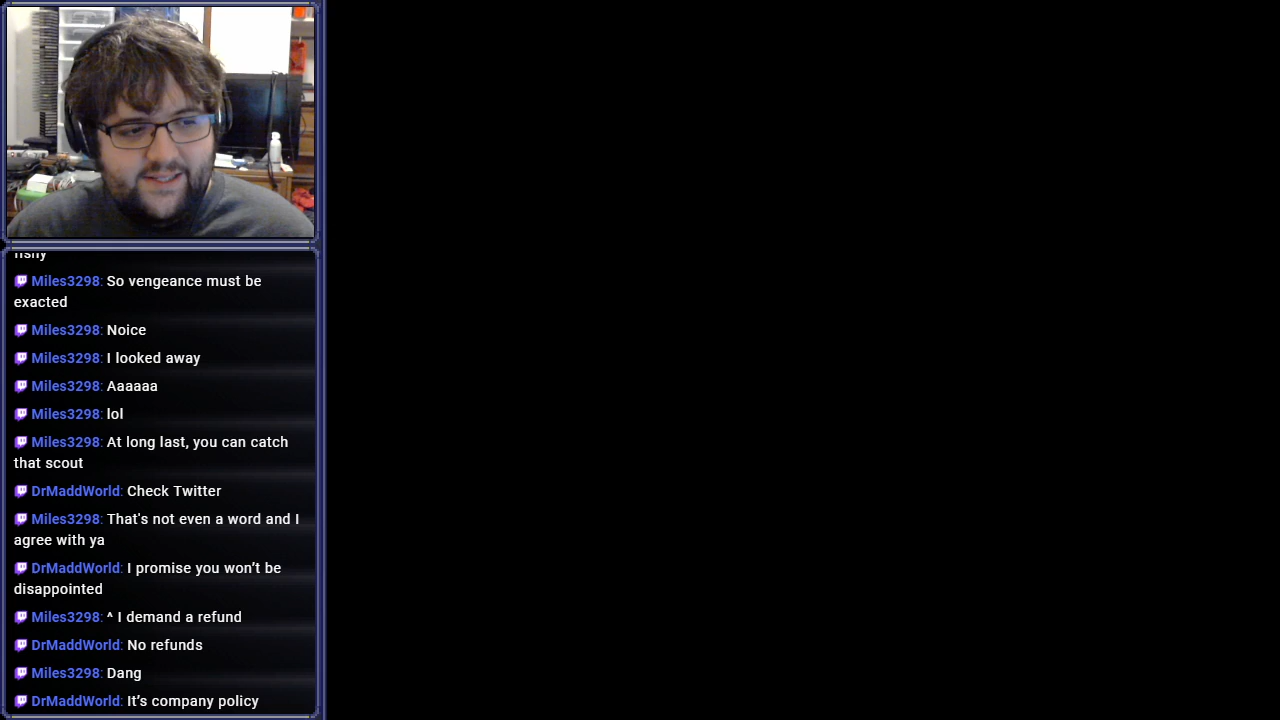 fishy
Miles3298: So vengeance must be
exacted
Miles3298: Noice
Miles3298: I looked away
Miles3298: Aaaaaa
Miles3298: lol
Miles3298: At long last, you can catch
that scout
DrMaddWorld: Check Twitter
Miles3298: That's not even a word and I
agree with ya
DrMaddWorld: I promise you won’t be
disappointed
Miles3298: ^ I demand a refund
DrMaddWorld: No refunds
Miles3298: Dang
DrMaddWorld: It’s company policy